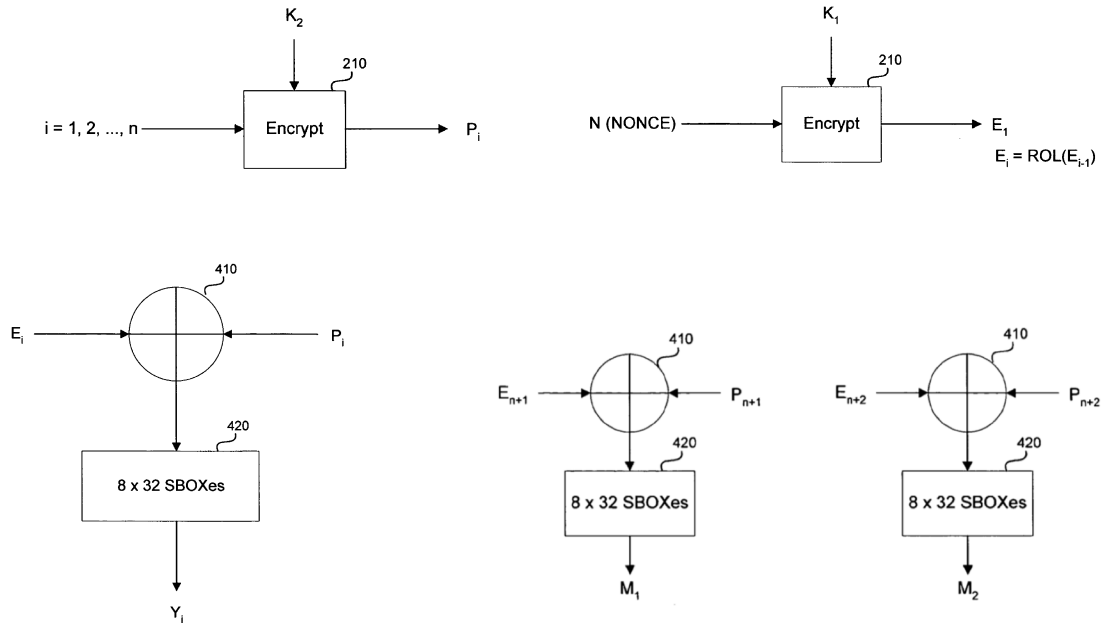 K₂
210
i = 1, 2, ..., n
Encrypt
Pᵢ
K₁
210
N (NONCE)
Encrypt
E₁
Eᵢ = ROL(Eᵢ₋₁)
410
Eᵢ
Pᵢ
420
8 x 32 SBOXes
Yᵢ
410
Eₙ₊₁
Pₙ₊₁
420
8 x 32 SBOXes
M₁
410
Eₙ₊₂
Pₙ₊₂
420
8 x 32 SBOXes
M₂